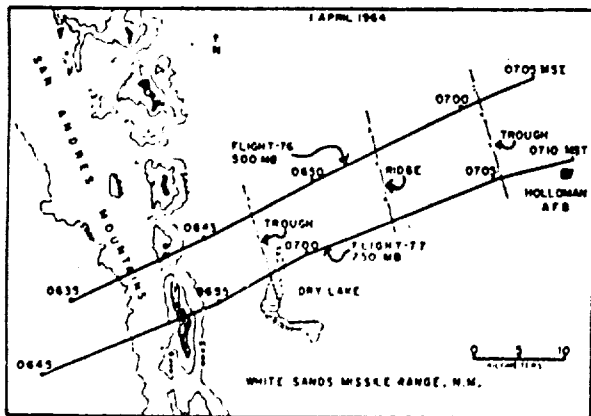 1 APRIL 1964
N
SAN ANDRES MOUNTAINS
0705 MST
0700
TROUGH
0710 MST
FLIGHT-76
500 MB
0650
RIDGE
0705
HOLLOMAN
AFB
0645
TROUGH
0700
FLIGHT-77
250 MB
0635
0655
DRY LAKE
0645
0 5 10
KILOMETERS
WHITE SANDS MISSILE RANGE, N.M.